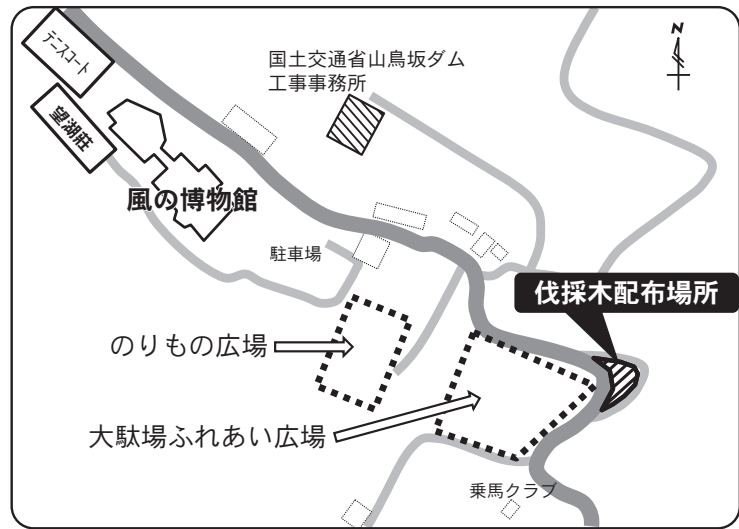 テニスコート
望湖荘
風の博物館
国土交通省山鳥坂ダム
工事事務所
N
駐車場
伐採木配布場所
のりもの広場
大駄場ふれあい広場
乗馬クラブ